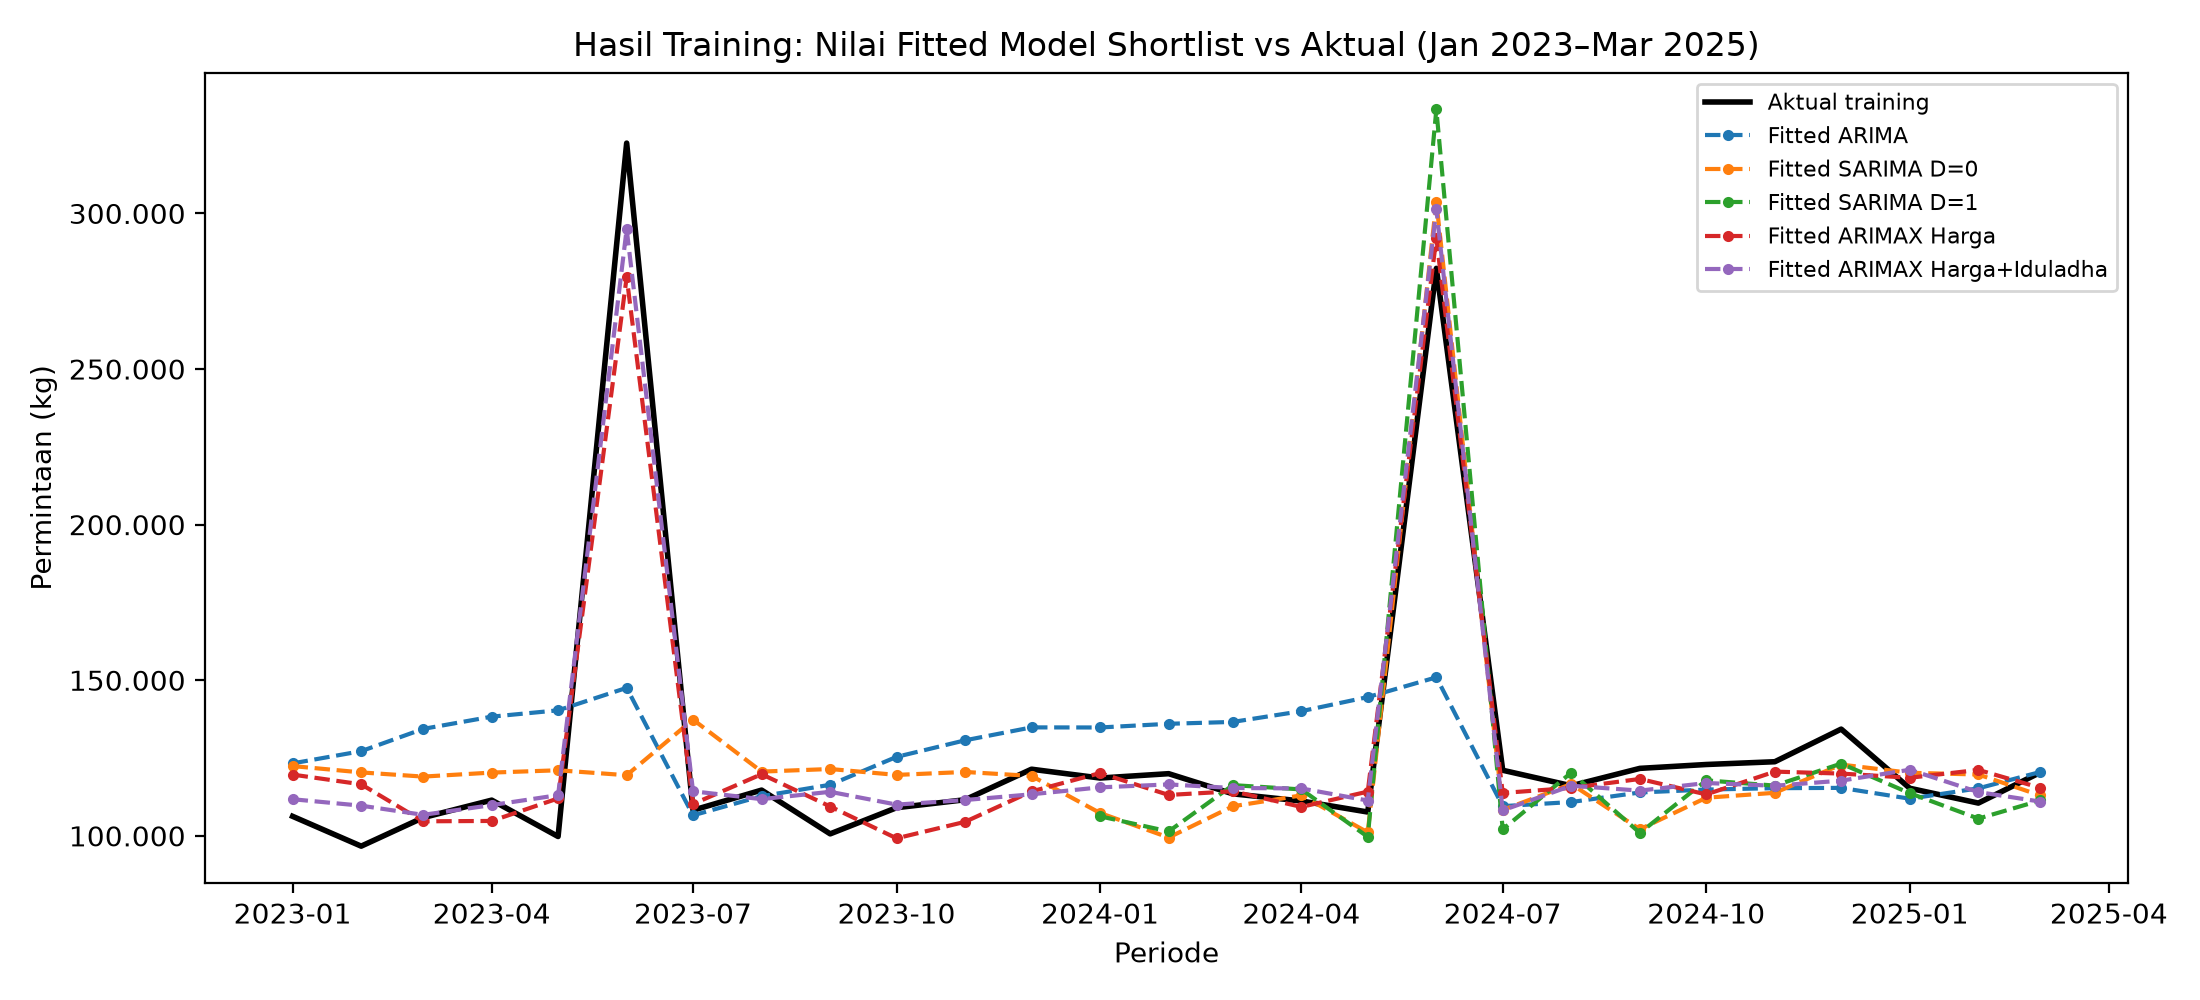 Hasil Training: Nilai Fitted Model Shortlist vs Aktual (Jan 2023–Mar 2025)
Aktual training
Fitted ARIMA
Fitted SARIMA D=0
Fitted SARIMA D=1
Fitted ARIMAX Harga
Fitted ARIMAX Harga+Iduladha
Permintaan (kg)
300.000
250.000
200.000
150.000
100.000
2023-01 2023-04 2023-07 2023-10 2024-01 2024-04 2024-07 2024-10 2025-01 2025-04
Periode